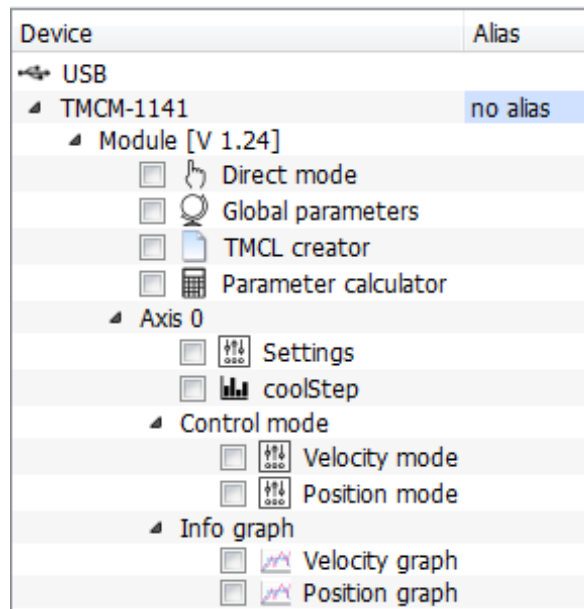 Device Alias
USB
TMCM-1141 no alias
Module [V 1.24]
Direct mode
Global parameters
TMCL creator
Parameter calculator
Axis 0
Settings
coolStep
Control mode
Velocity mode
Position mode
Info graph
Velocity graph
Position graph